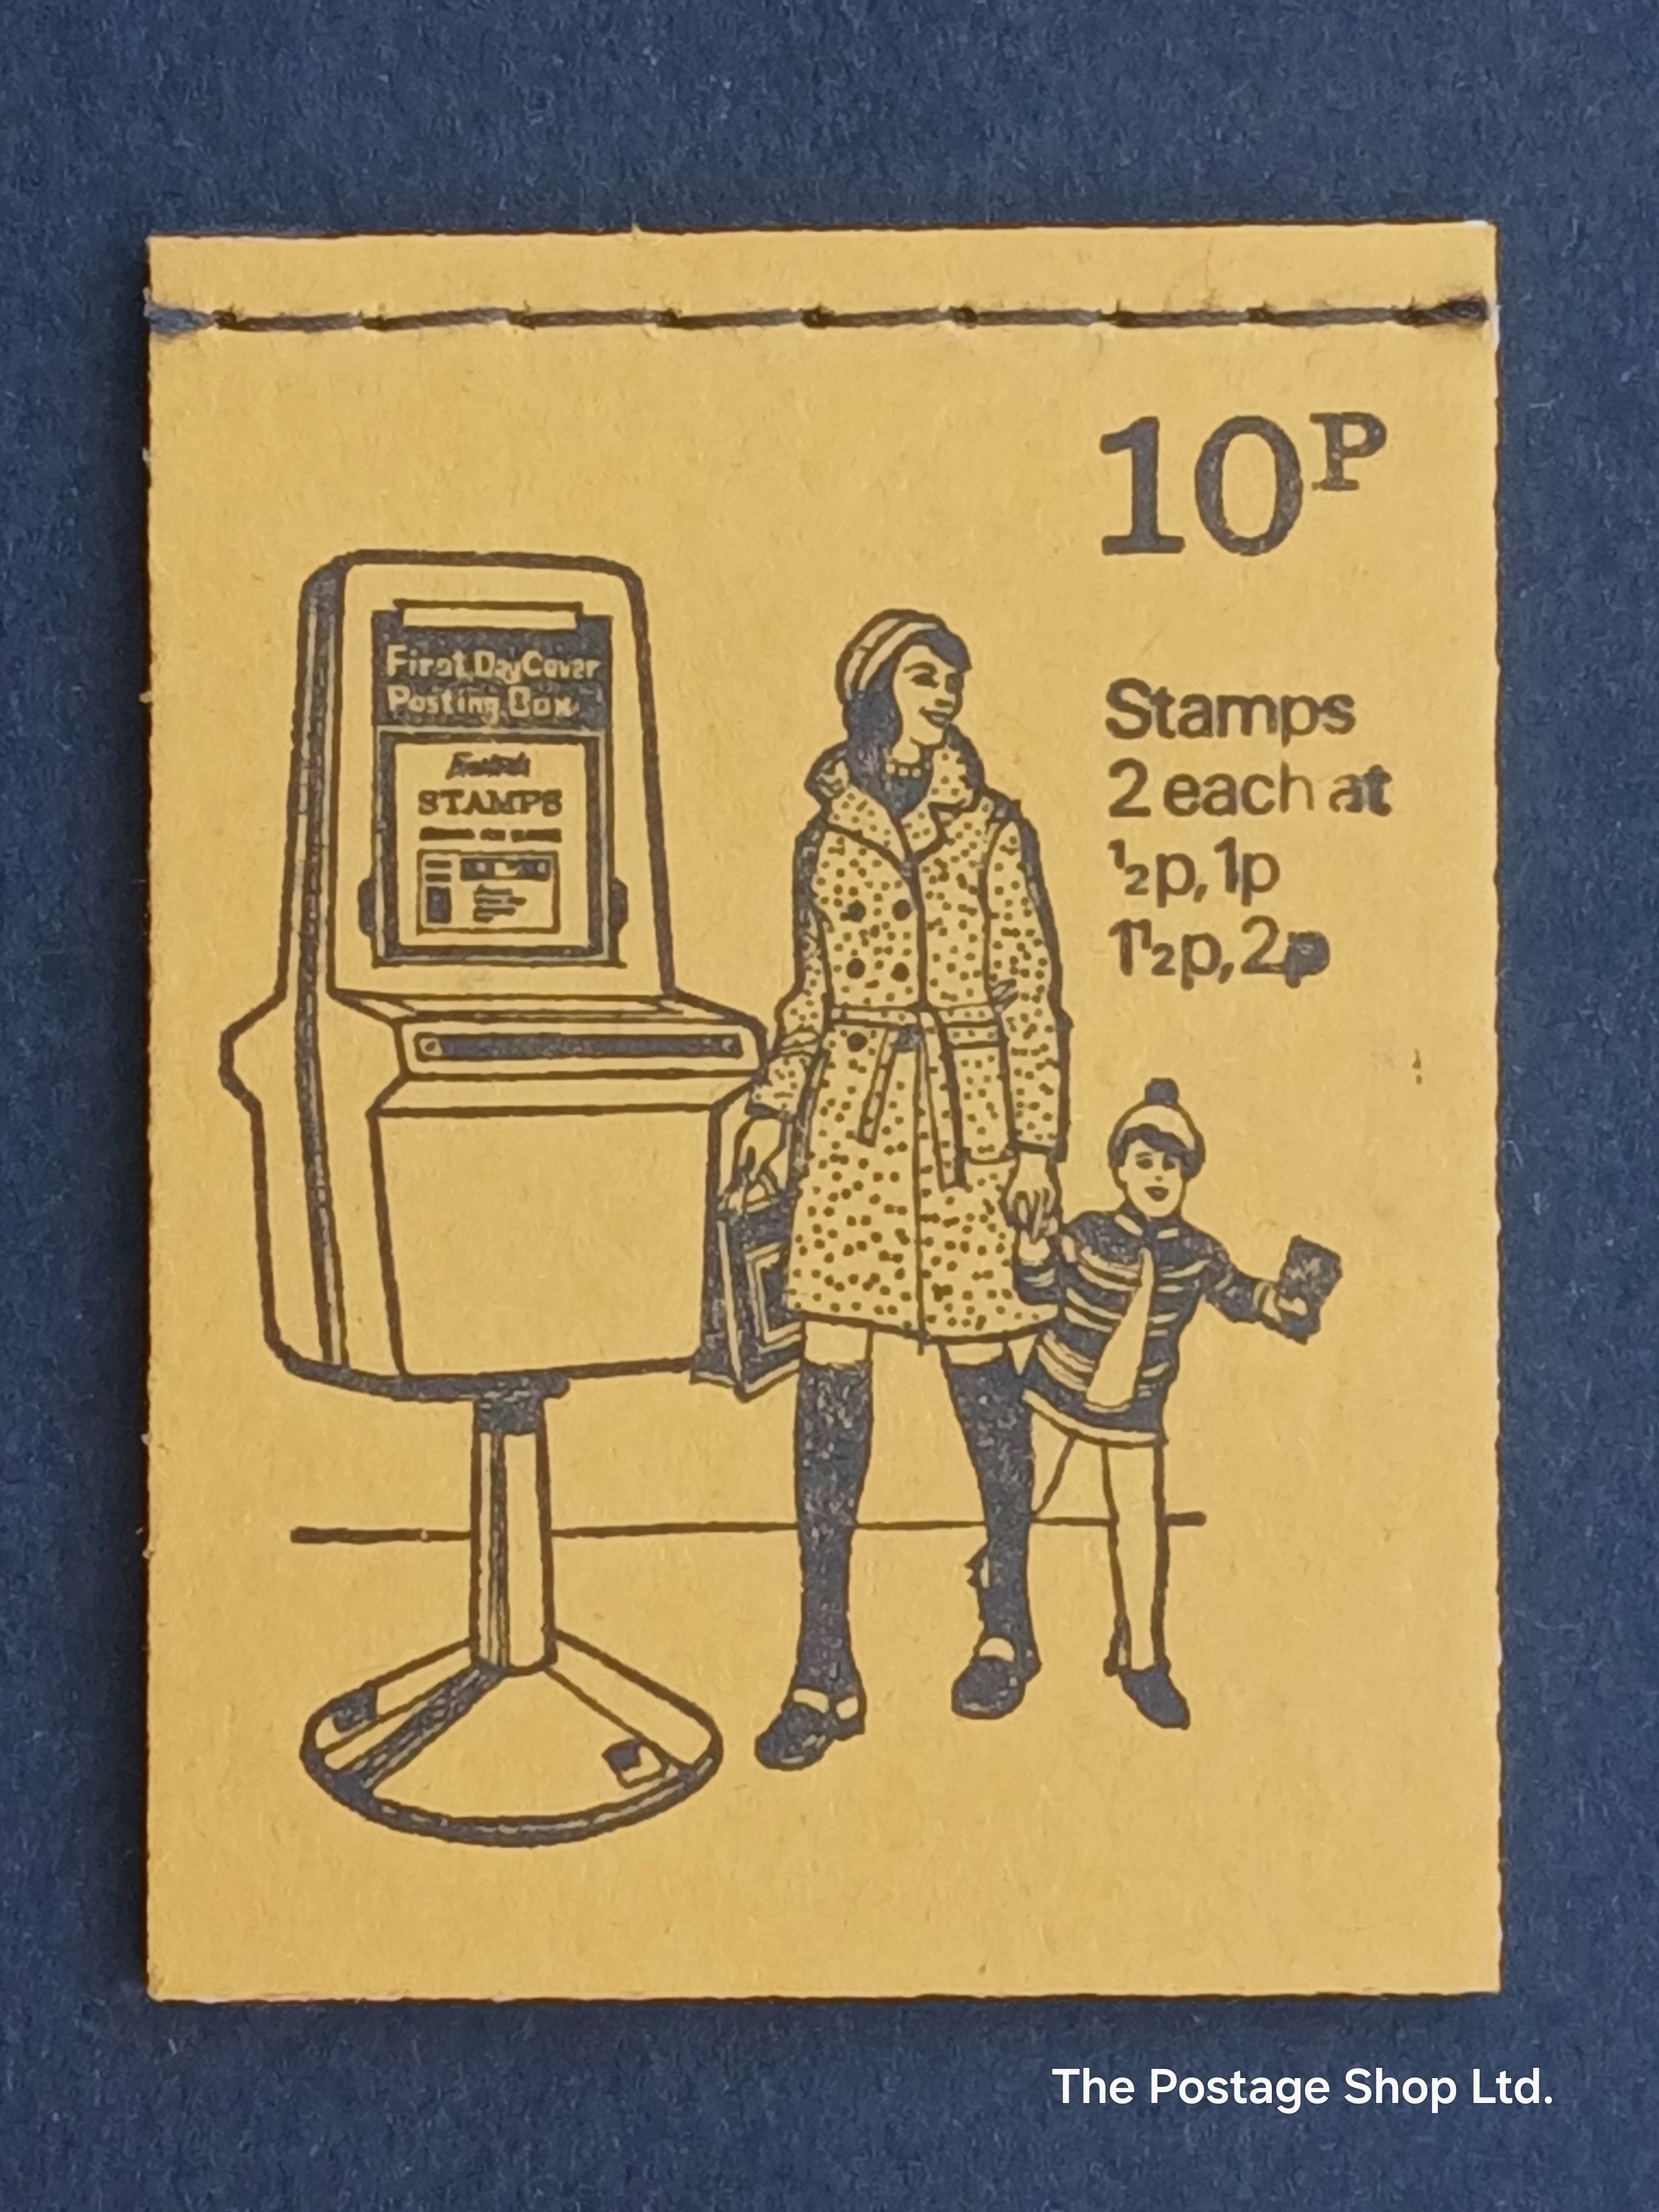 10P
First Day Cover
Posting Box
British
STAMPS
Stamps
2 each at
½p, 1p
1½p, 2p
The Postage Shop Ltd.